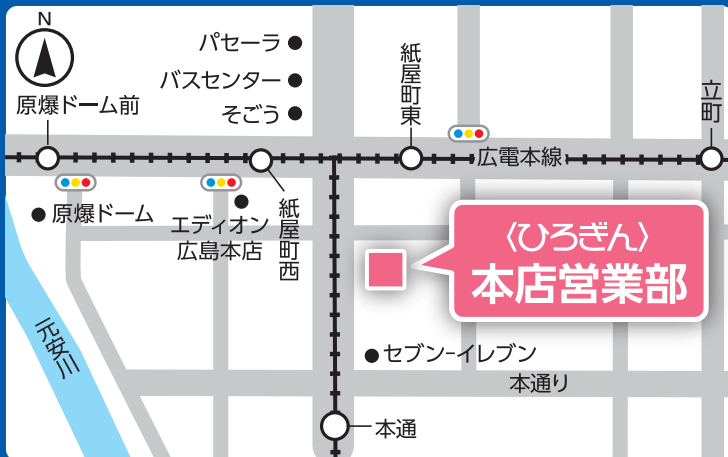 N
パセーラ
バスセンター
そごう
原爆ドーム前
紙屋町東
立町
広電本線
原爆ドーム
エディオン
広島本店
紙屋町西
〈ひろぎん〉
本店営業部
元安川
セブン-イレブン
本通り
本通